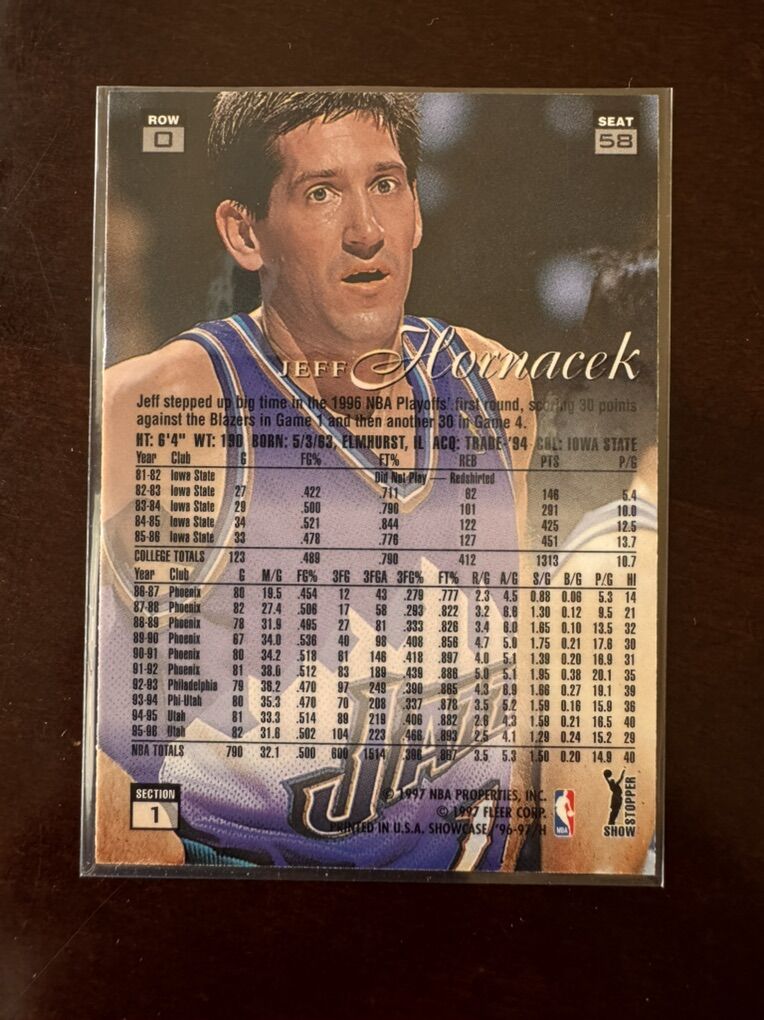 ROW
0
SEAT
58
JEFF Hornacek
Jeff stepped up big time in the 1996 NBA Playoffs' first round, scoring 30 points
against the Blazers in Game 1 and then another 30 in Game 4.
HT: 6'4" WT: 190 BORN: 5/3/63, ELMHURST, IL ACQ: TRADE-'94 COL: IOWA STATE
Year Club G FG% FT% REB PTS P/G
81-82 Iowa State Did Not Play — Redshirted
82-83 Iowa State 27 .422 .711 82 146 5.4
83-84 Iowa State 29 .500 .790 101 291 10.0
84-85 Iowa State 34 .521 .844 122 425 12.5
85-86 Iowa State 33 .478 .776 127 451 13.7
COLLEGE TOTALS 123 .489 .790 412 1313 10.7
Year Club G M/G FG% 3FG 3FGA 3FG% FT% R/G A/G S/G B/G P/G HI
86-87 Phoenix 80 19.5 .454 12 43 .279 .777 2.3 4.5 0.88 0.06 5.3 14
87-88 Phoenix 82 27.4 .506 17 58 .293 .822 3.2 6.6 1.30 0.12 9.5 21
88-89 Phoenix 78 31.9 .495 27 81 .333 .826 3.4 6.0 1.65 0.10 13.5 32
89-90 Phoenix 67 34.0 .536 40 98 .408 .856 4.7 5.0 1.75 0.21 17.6 30
90-91 Phoenix 80 34.2 .518 61 146 .418 .897 4.0 5.1 1.39 0.20 16.9 31
91-92 Phoenix 81 38.0 .512 83 189 .439 .886 5.0 5.1 1.95 0.38 20.1 35
92-93 Philadelphia 79 36.2 .470 97 249 .390 .865 4.3 6.9 1.66 0.27 19.1 39
93-94 Phi-Utah 80 35.3 .470 70 208 .337 .878 3.5 5.2 1.59 0.16 15.9 36
94-95 Utah 81 33.3 .514 89 219 .406 .882 2.6 4.3 1.59 0.21 16.5 40
95-96 Utah 82 31.6 .502 104 223 .466 .893 2.5 4.1 1.29 0.24 15.2 29
NBA TOTALS 790 32.1 .500 600 1514 .396 .867 3.5 5.3 1.50 0.20 14.9 40
JAZZ
SECTION
1
© 1997 NBA PROPERTIES, INC.
© 1997 FLEER CORP.
PRINTED IN U.S.A. SHOWCASE, '96-97/H
NBA
SHOW STOPPER